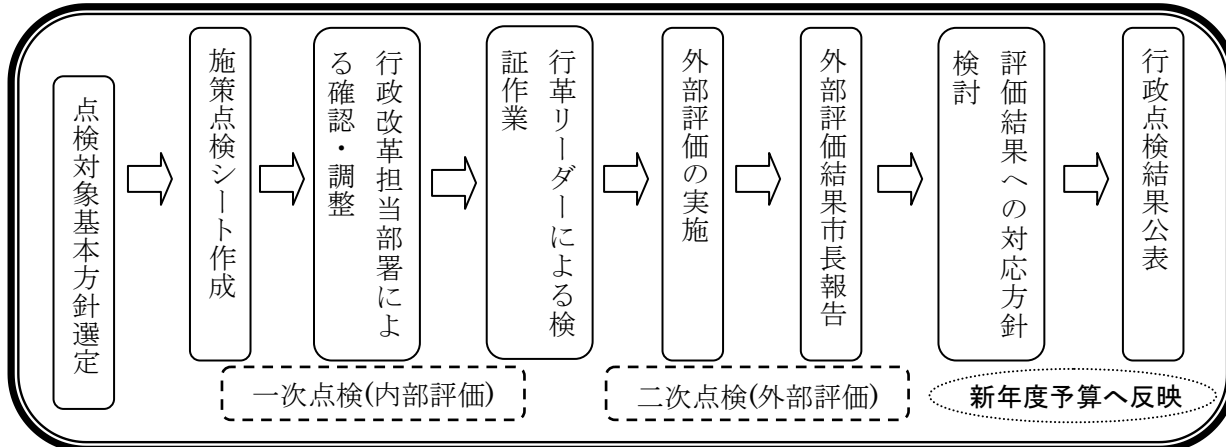 点検対象基本方針選定
施策点検シート作成
行政改革担当部署によ
る確認・調整
行革リーダーによる検
証作業
外部評価の実施
外部評価結果市長報告
評価結果への対応方針
検討
行政点検結果公表
一次点検(内部評価)
二次点検(外部評価)
新年度予算へ反映